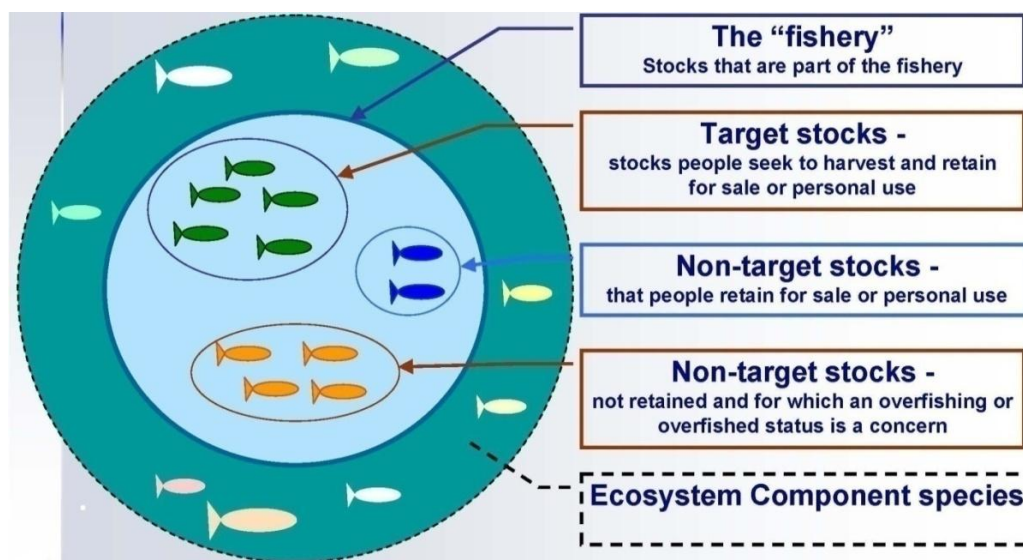 The “fishery”
Stocks that are part of the fishery
Target stocks -
stocks people seek to harvest and retain
for sale or personal use
Non-target stocks -
that people retain for sale or personal use
Non-target stocks -
not retained and for which an overfishing or
overfished status is a concern
Ecosystem Component species